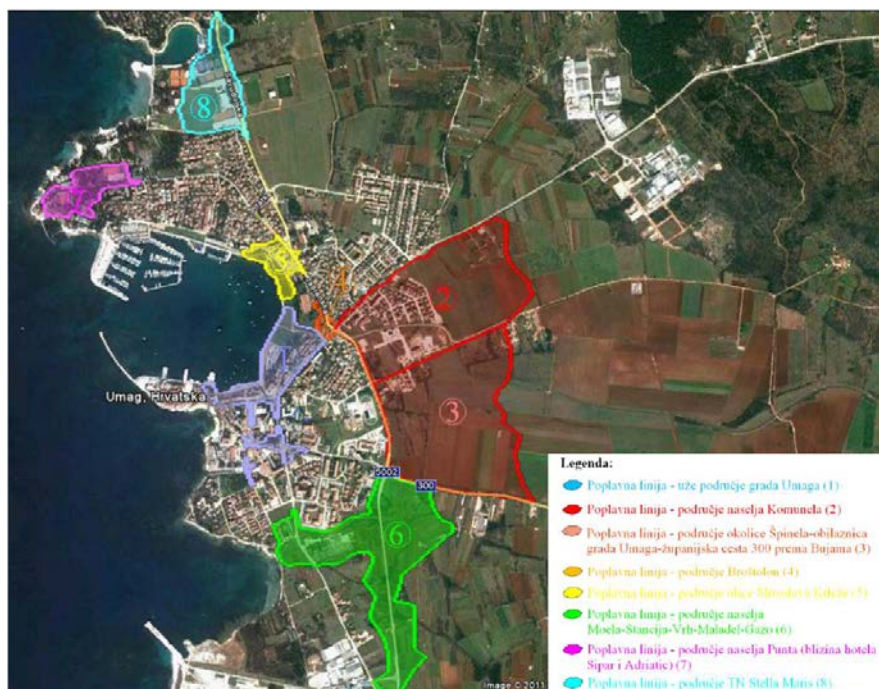 8
2
4
1
Umag, Hrvatska
3
5002
300
6
Image © 2011
Legenda:
Poplavna linija - uže područje grada Umaga (1)
Poplavna linija - područje naselja Komunela (2)
Poplavna linija - područje okolice Špinela-obilaznica
grada Umaga-županijska cesta 300 prema Bujama (3)
Poplavna linija - područje Broštolon (4)
Poplavna linija - područje ulice (5)
Poplavna linija - područje naselja
Moela-Stancija-Vrh-Maladel-Gazo (6)
Poplavna linija - područje naselja Punta (blizina hotela
Sipar i Adriatic) (7)
Poplavna linija - područje TN Stella Maris (8)